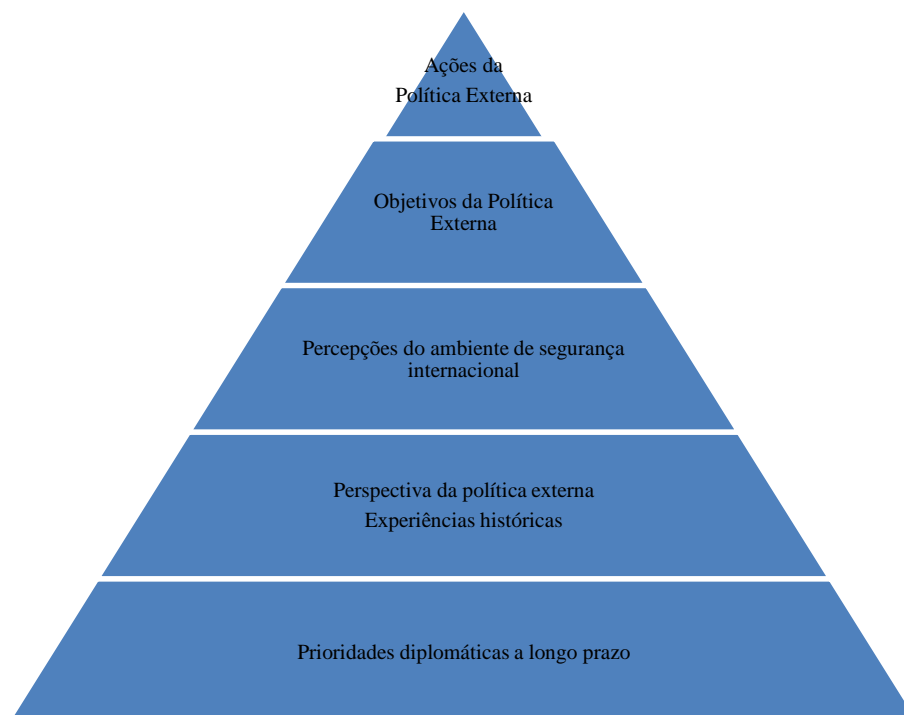 Ações da
Política Externa
Objetivos da Política
Externa
Percepções do ambiente de segurança
internacional
Perspectiva da política externa
Experiências históricas
Prioridades diplomáticas a longo prazo